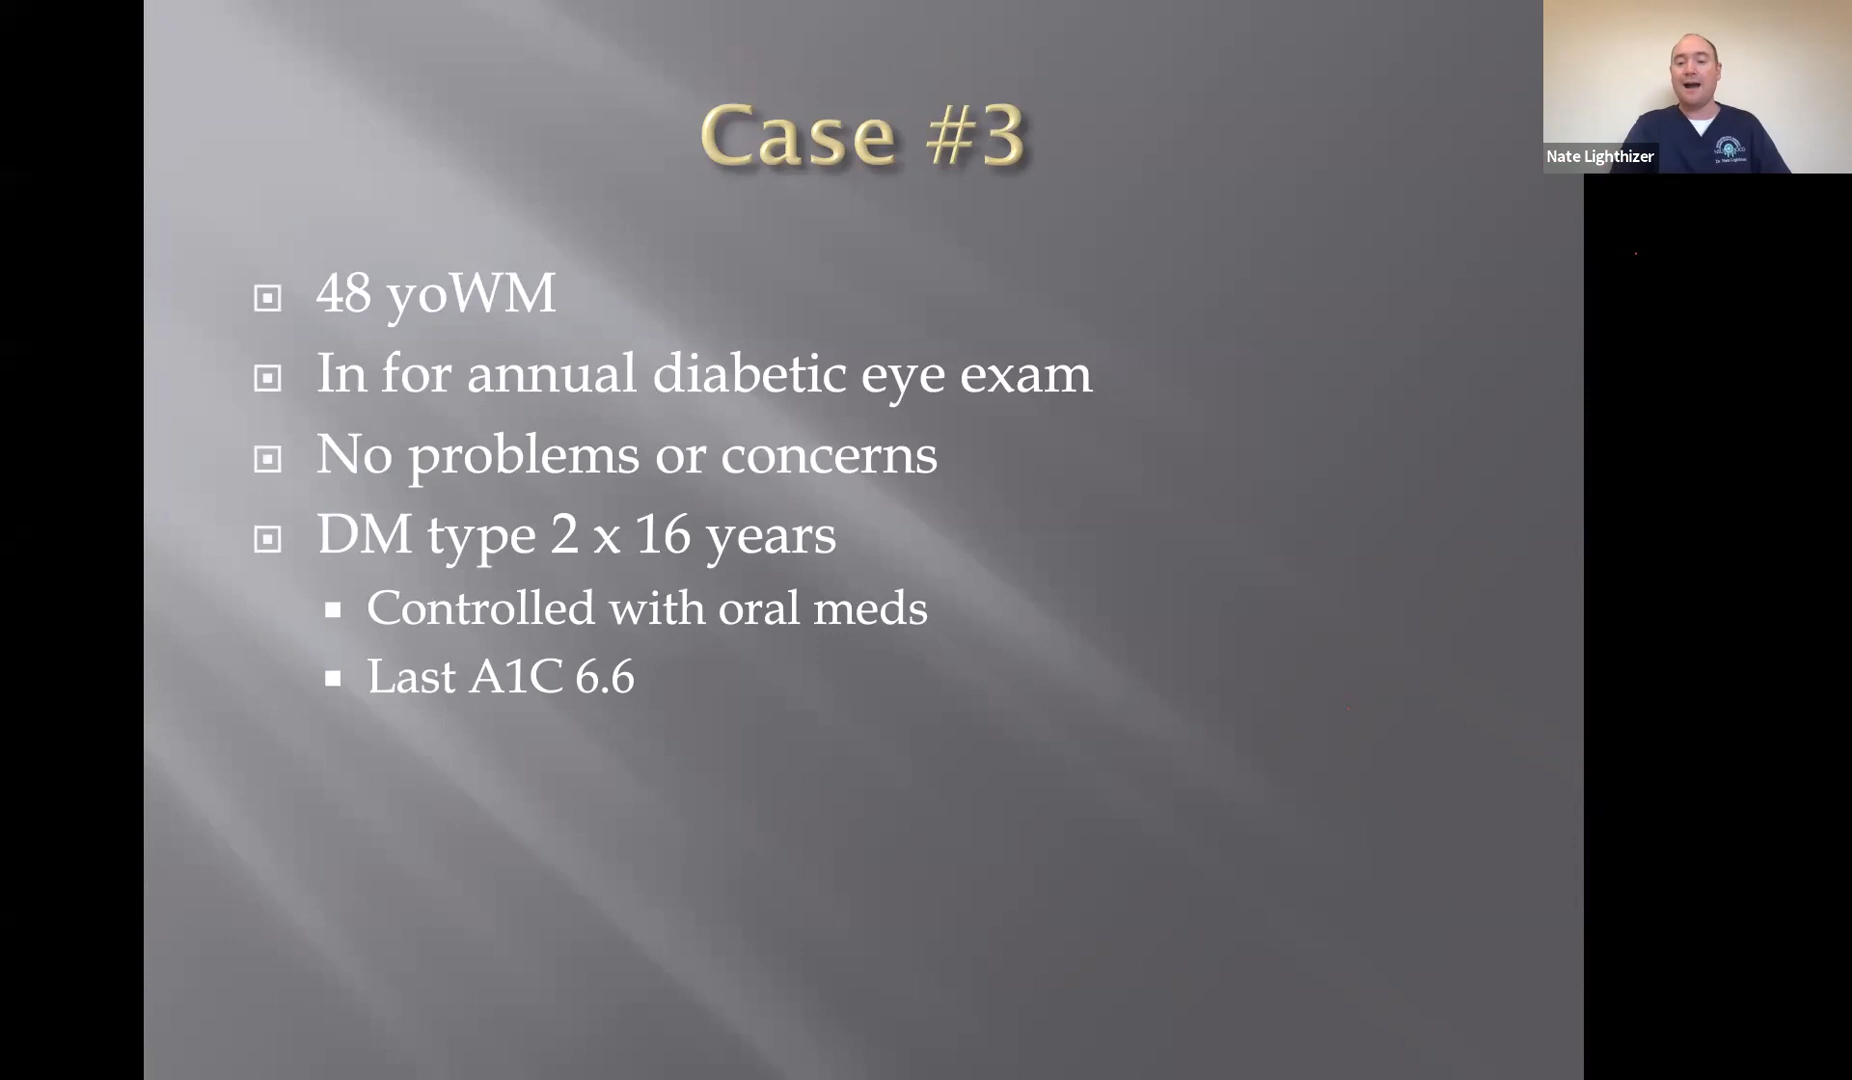 Case #3
Nate Lighthizer
48 yoWM
In for annual diabetic eye exam
No problems or concerns
DM type 2 x 16 years
Controlled with oral meds
Last A1C 6.6